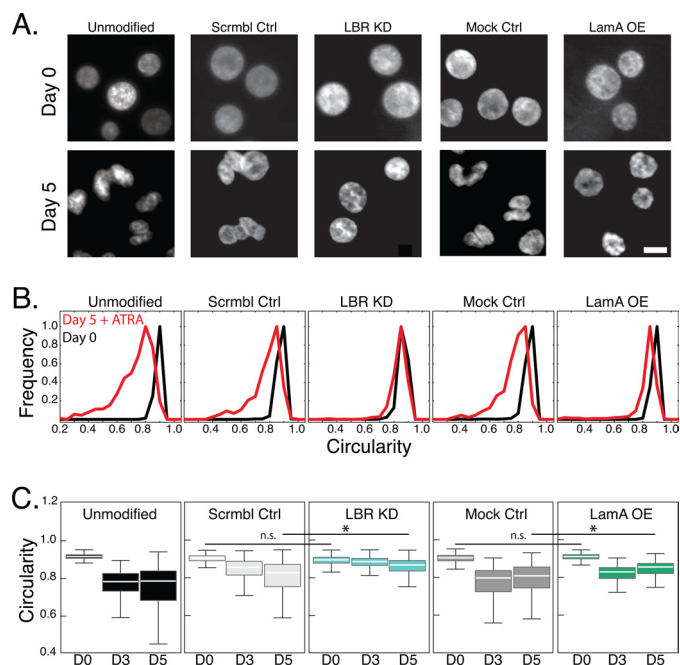 A.
Unmodified Scrmbl Ctrl LBR KD Mock Ctrl LamA OE
Day 0
Day 5
B.
Unmodified Scrmbl Ctrl LBR KD Mock Ctrl LamA OE
Day 5 + ATRA
Day 0
Frequency
1.0
0.8
0.6
0.4
0.2
0.2 0.4 0.6 0.8 1.0 0.4 0.6 0.8 1.0 0.4 0.6 0.8 1.0 0.4 0.6 0.8 1.0 0.4 0.6 0.8 1.0
Circularity
C.
Unmodified Scrmbl Ctrl LBR KD Mock Ctrl LamA OE
n.s. * n.s. *
Circularity
1.2
1.0
0.8
0.6
0.4
D0 D3 D5 D0 D3 D5 D0 D3 D5 D0 D3 D5 D0 D3 D5